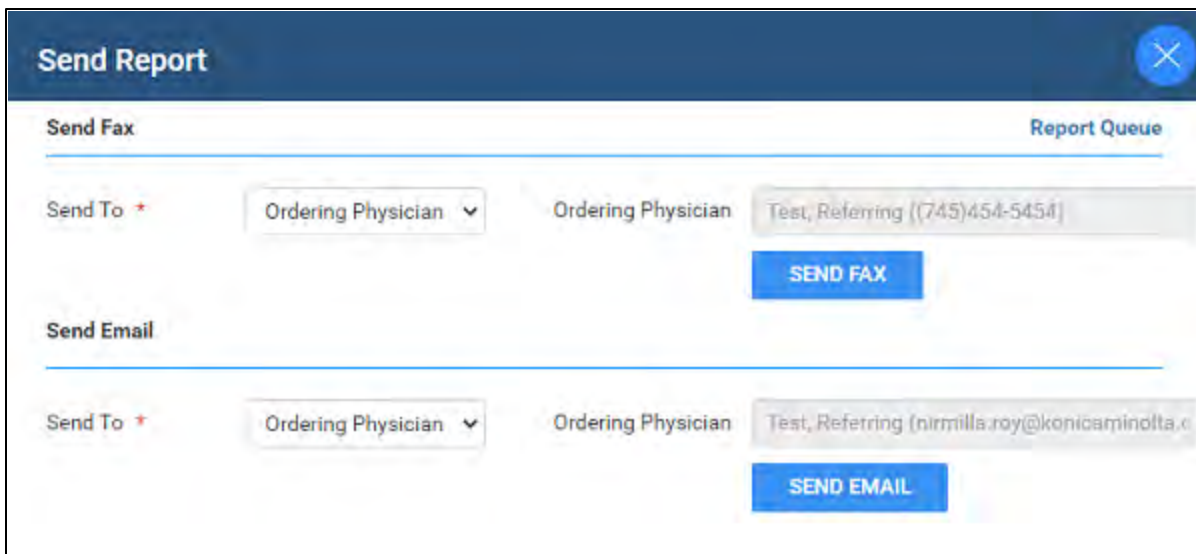 Send Report
Send Fax Report Queue
Send To * Ordering Physician Ordering Physician Test, Referring ((745)454-5454)
SEND FAX
Send Email
Send To * Ordering Physician Ordering Physician Test, Referring (nirmilla.roy@konicaminolta.c
SEND EMAIL